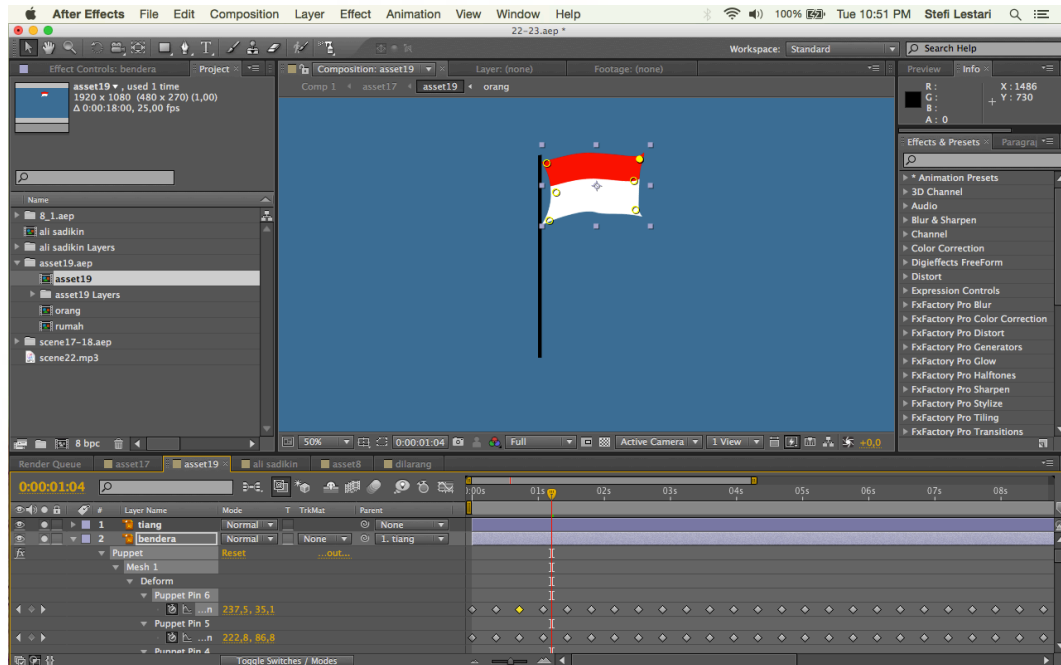 After Effects File Edit Composition Layer Effect Animation View Window Help 100% Tue 10:51 PM Stefi Lestari
22-23.aep *
Workspace: Standard Search Help
Effect Controls: bendera Project Composition: asset19 Layer: (none) Footage: (none) Preview Info
asset19, used 1 time
1920 x 1080 (480 x 270) (1,00)
Δ 0:00:18:00, 25,00 fps
Comp 1 asset17 asset19 orang
R: X: 1486
G: Y: 730
B:
A: 0
Effects & Presets Paragraj
* Animation Presets
3D Channel
Audio
Blur & Sharpen
Channel
Color Correction
Digieffects FreeForm
Distort
Expression Controls
FxFactory Pro Blur
FxFactory Pro Color Correction
FxFactory Pro Distort
FxFactory Pro Generators
FxFactory Pro Glow
FxFactory Pro Halftones
FxFactory Pro Sharpen
FxFactory Pro Stylize
FxFactory Pro Tiling
FxFactory Pro Transitions
Name
8_1.aep
ali sadikin
ali sadikin Layers
asset19.aep
asset19
asset19 Layers
orang
rumah
scene17-18.aep
scene22.mp3
8 bpc
50% 0:00:01:04 Full Active Camera 1 View +0,0
Render Queue asset17 asset19 ali sadikin asset8 dilarang
0:00:01:04
):00s 01s 02s 03s 04s 05s 06s 07s 08s
# Layer Name Mode T TrkMat Parent
1 tiang Normal None
2 bendera Normal None 1. tiang
fx Puppet Reset ...out...
Mesh 1
Deform
Puppet Pin 6
...n 237,5, 35,1
Puppet Pin 5
...n 222,8, 86,8
Puppet Pin 4
Toggle Switches / Modes